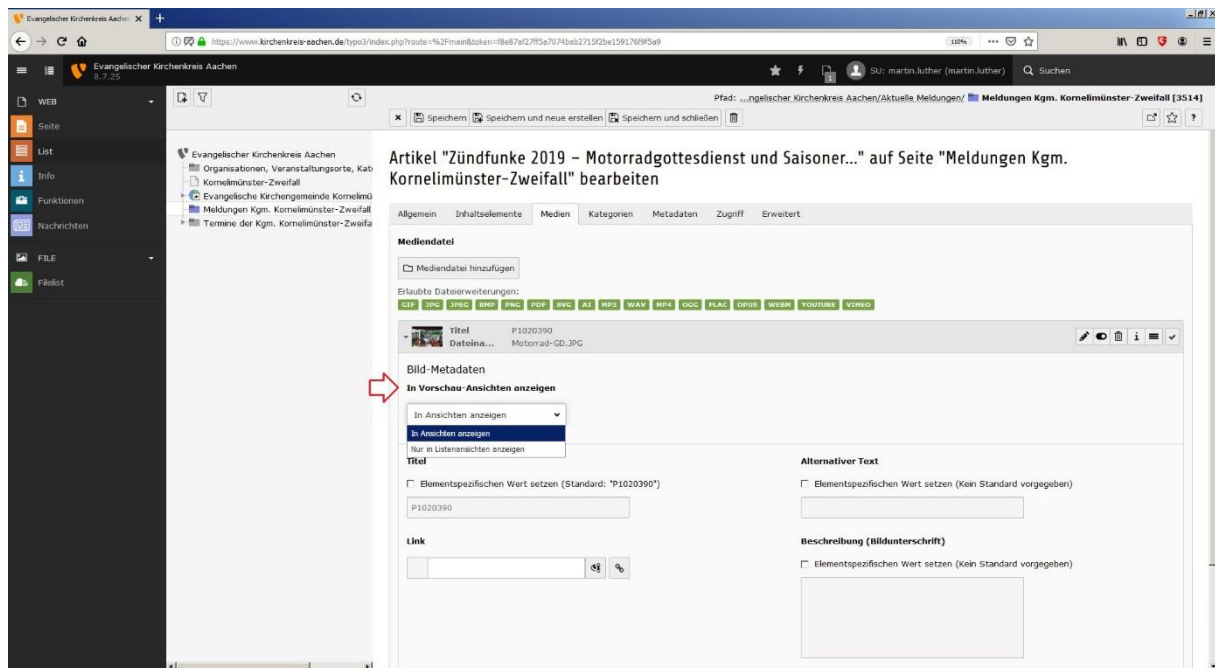 Evangelischer Kirchenkreis Aachen
https://www.kirchenkreis-aachen.de/typo3/index.php?route=%2Fmain&token=f8e87af27ff5a7074bab2715f2be159176f9f5a9
110%
Evangelischer Kirchenkreis Aachen
8.7.25
1
SU: martin.luther (martin.luther)
Suchen
WEB
Seite
List
Info
Funktionen
Nachrichten
FILE
Filelist
Evangelischer Kirchenkreis Aachen
Organisationen, Veranstaltungsorte, Kate
Kornelimünster-Zweifall
Evangelische Kirchengemeinde Kornelimü
Meldungen Kgm. Kornelimünster-Zweifall
Termine der Kgm. Kornelimünster-Zweifa
Pfad: ...ngelischer Kirchenkreis Aachen/Aktuelle Meldungen/ Meldungen Kgm. Kornelimünster-Zweifall [3514]
Speichern Speichern und neue erstellen Speichern und schließen
Artikel "Zündfunke 2019 – Motorradgottesdienst und Saisoner..." auf Seite "Meldungen Kgm.
Kornelimünster-Zweifall" bearbeiten
Allgemein Inhaltselemente Medien Kategorien Metadaten Zugriff Erweitert
Mediendatei
Mediendatei hinzufügen
Erlaubte Dateierweiterungen:
GIF JPG JPEG BMP PNG PDF SVG AI MP3 WAV MP4 OGG FLAC OPUS WEBM YOUTUBE VIMEO
Titel P1020390
Dateina... Motorrad-GD.JPG
Bild-Metadaten
In Vorschau-Ansichten anzeigen
In Ansichten anzeigen
In Ansichten anzeigen
Nur in Listenansichten anzeigen
Titel
Elementspezifischen Wert setzen (Standard: "P1020390")
P1020390
Alternativer Text
Elementspezifischen Wert setzen (Kein Standard vorgegeben)
Link
Beschreibung (Bildunterschrift)
Elementspezifischen Wert setzen (Kein Standard vorgegeben)